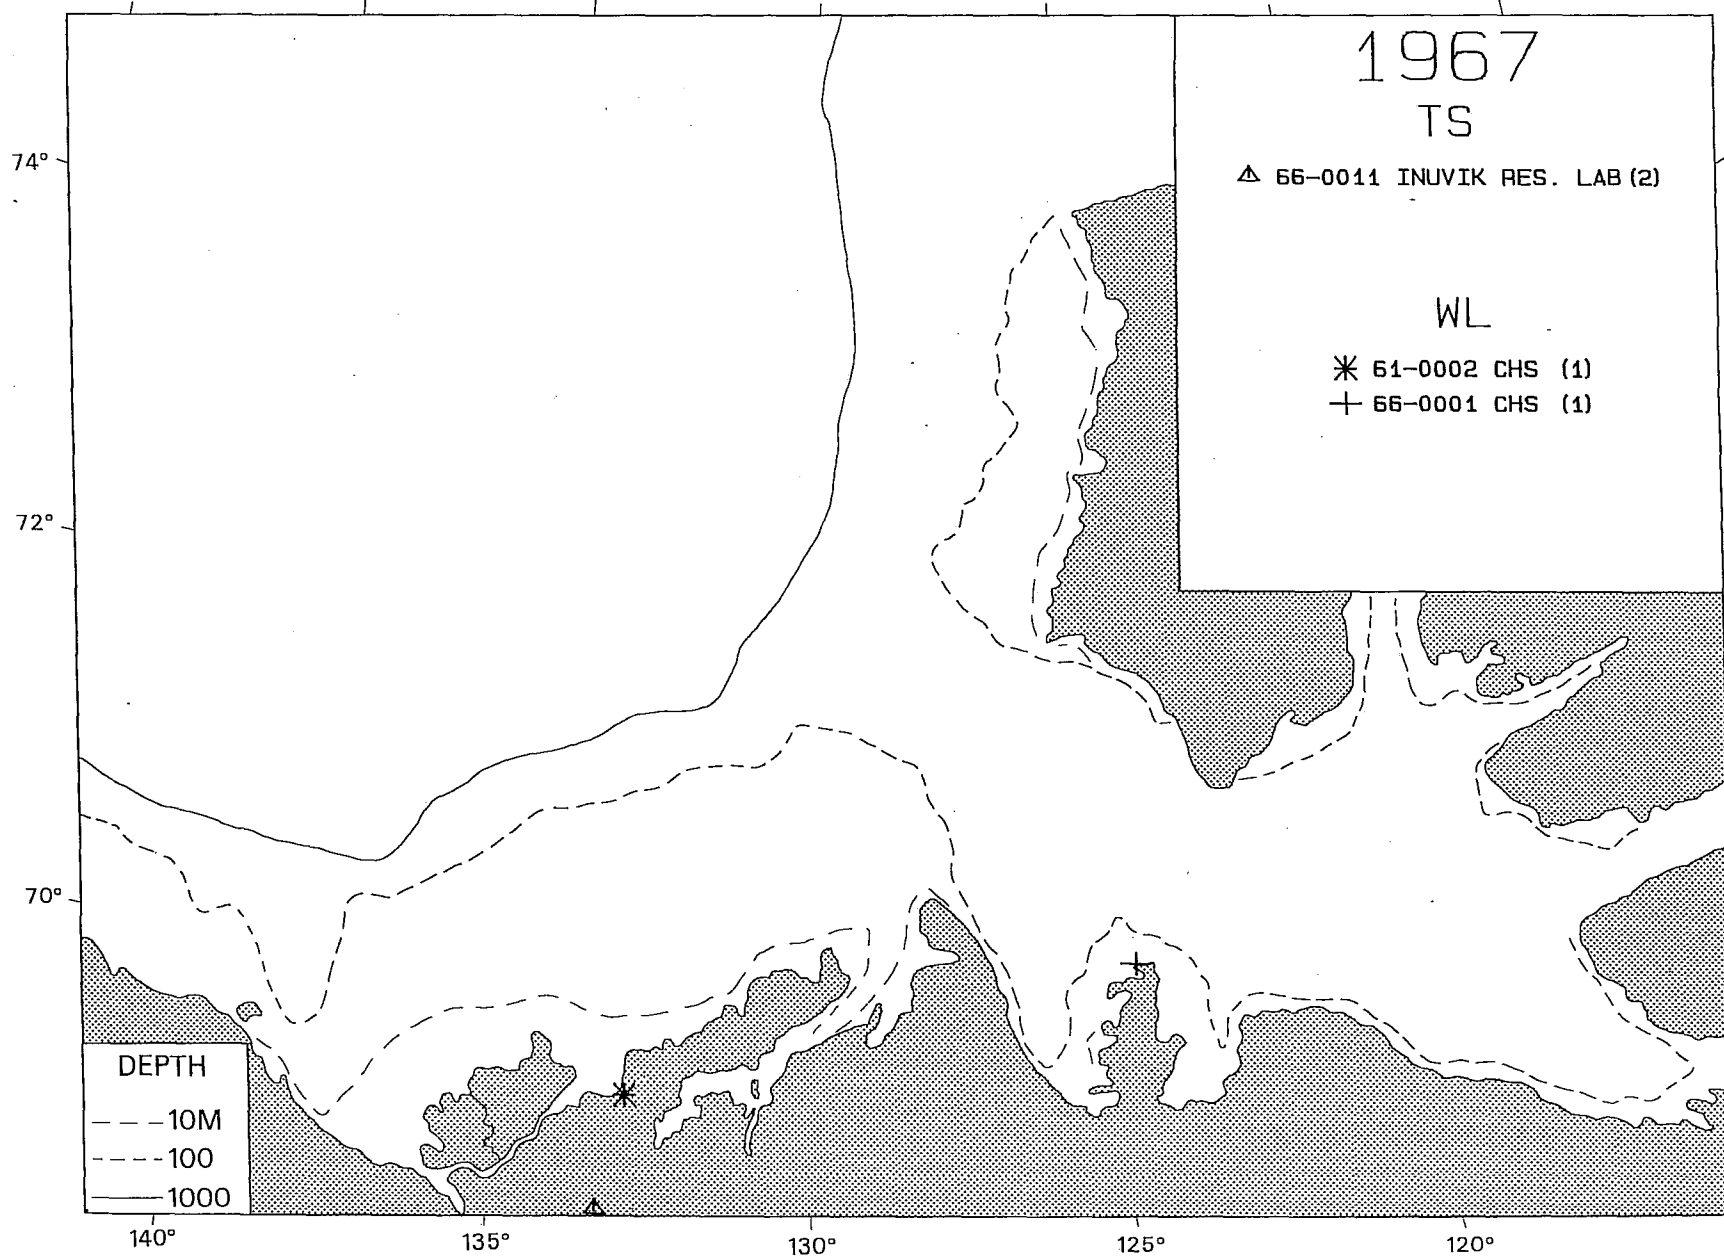 1967
TS
66-0011 INUVIK RES. LAB (2)
WL
61-0002 CHS (1)
66-0001 CHS (1)
74°
72°
70°
DEPTH
10M
100
1000
140°
135°
130°
125°
120°